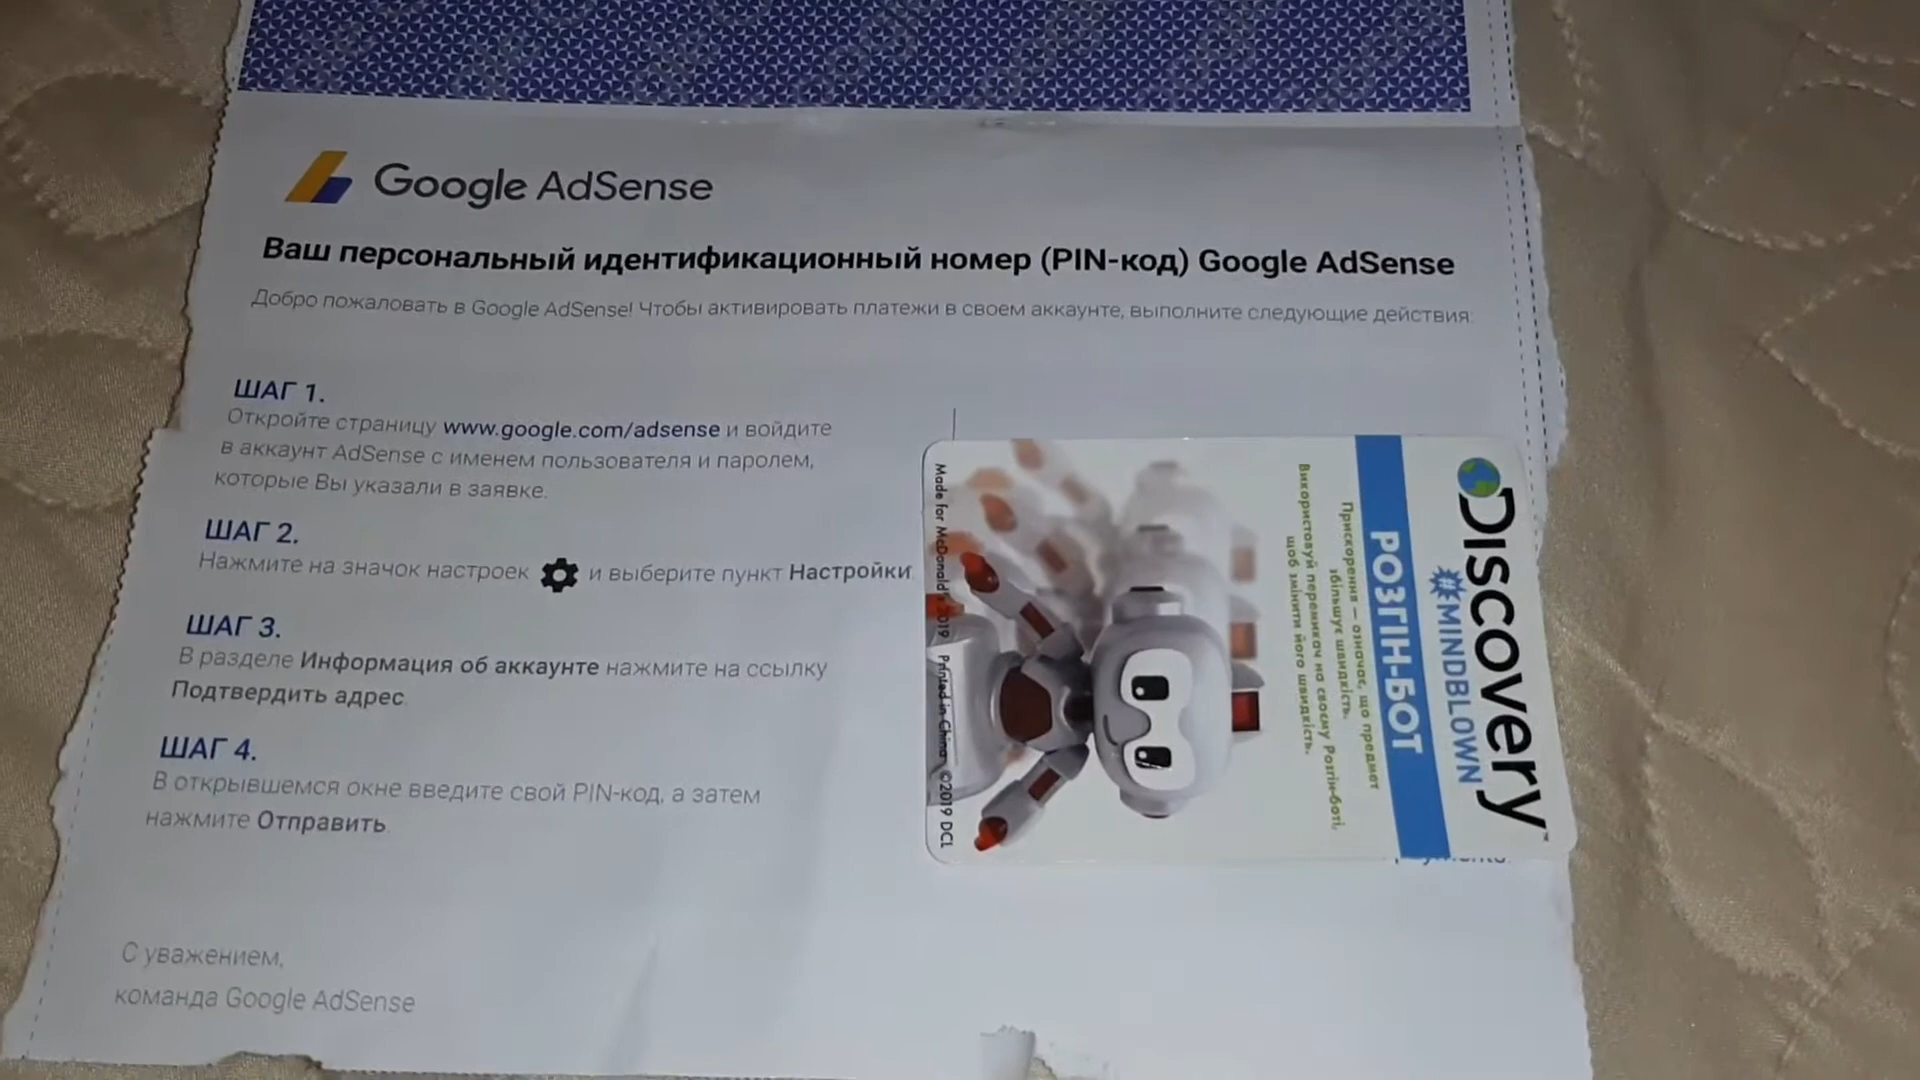 Google AdSense
Ваш персональный идентификационный номер (PIN-код) Google AdSense
Добро пожаловать в Google AdSense! Чтобы активировать платежи в своем аккаунте, выполните следующие действия:
ШАГ 1.
Откройте страницу www.google.com/adsense и войдите
в аккаунт AdSense с именем пользователя и паролем,
которые Вы указали в заявке.
ШАГ 2.
Нажмите на значок настроек и выберите пункт Настройки.
ШАГ 3.
В разделе Информация об аккаунте нажмите на ссылку
Подтвердить адрес.
ШАГ 4.
В открывшемся окне введите свой PIN-код, а затем
нажмите Отправить.
С уважением,
команда Google AdSense
Discovery™
#MINDBLOWN
РОЗГІН-БОТ
Прискорення – означає, що предмет
збільшує швидкість.
Використовуй перемикач на своєму Розгін-боті,
щоб змінити його швидкість.
Made for McDonald's 2019 Printed in China ©2019 DCL